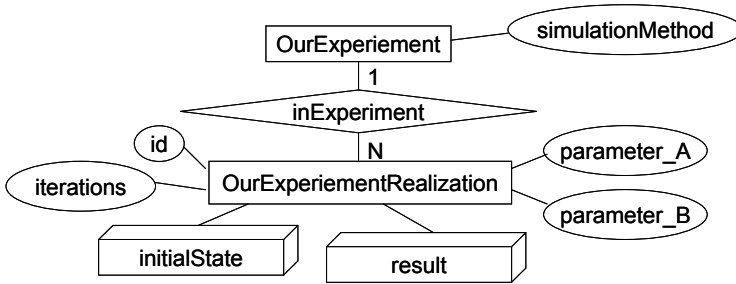 simulationMethod
OurExperiement
1
inExperiment
id
N
parameter_A
iterations
OurExperiementRealization
parameter_B
initialState
result